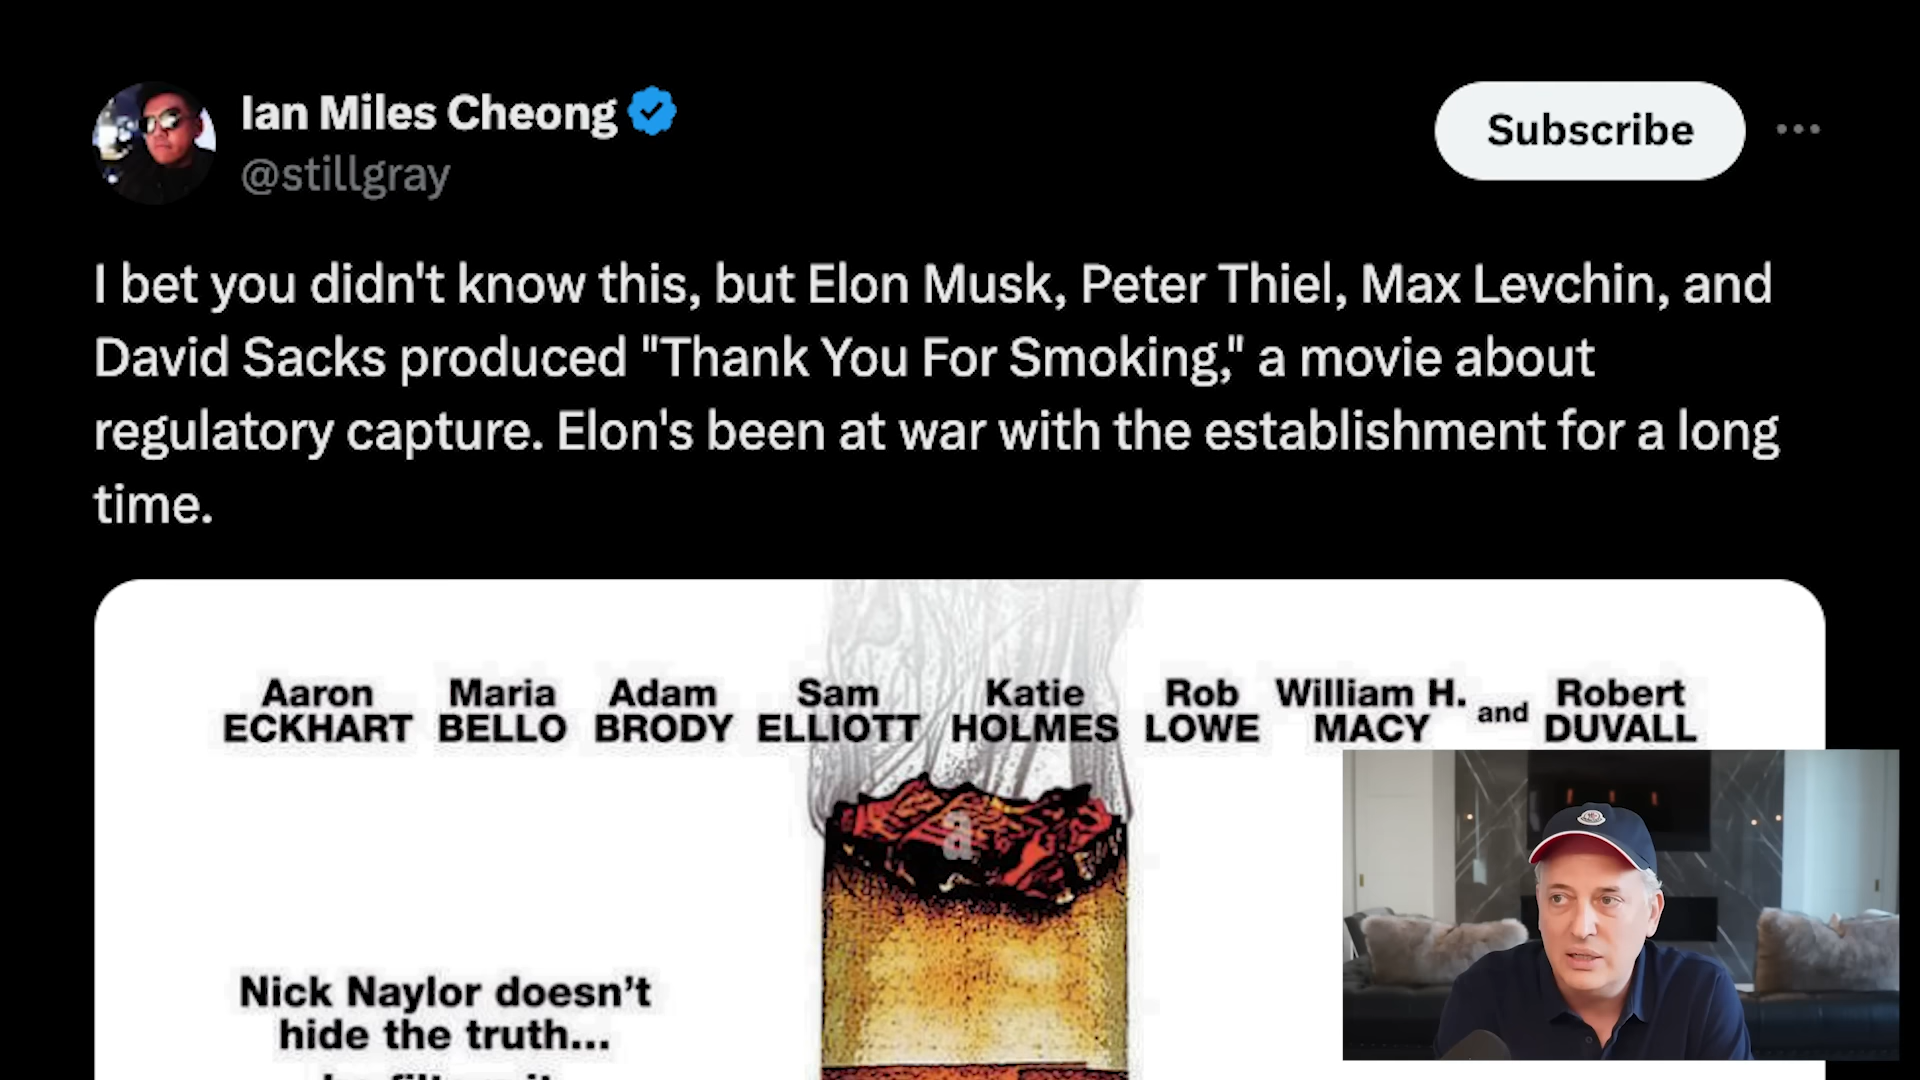 Ian Miles Cheong
@stillgray
Subscribe
I bet you didn't know this, but Elon Musk, Peter Thiel, Max Levchin, and
David Sacks produced "Thank You For Smoking," a movie about
regulatory capture. Elon's been at war with the establishment for a long
time.
Aaron ECKHART
Maria BELLO
Adam BRODY
Sam ELLIOTT
Katie HOLMES
Rob LOWE
William H. MACY
and
Robert DUVALL
a
Nick Naylor doesn't
hide the truth...